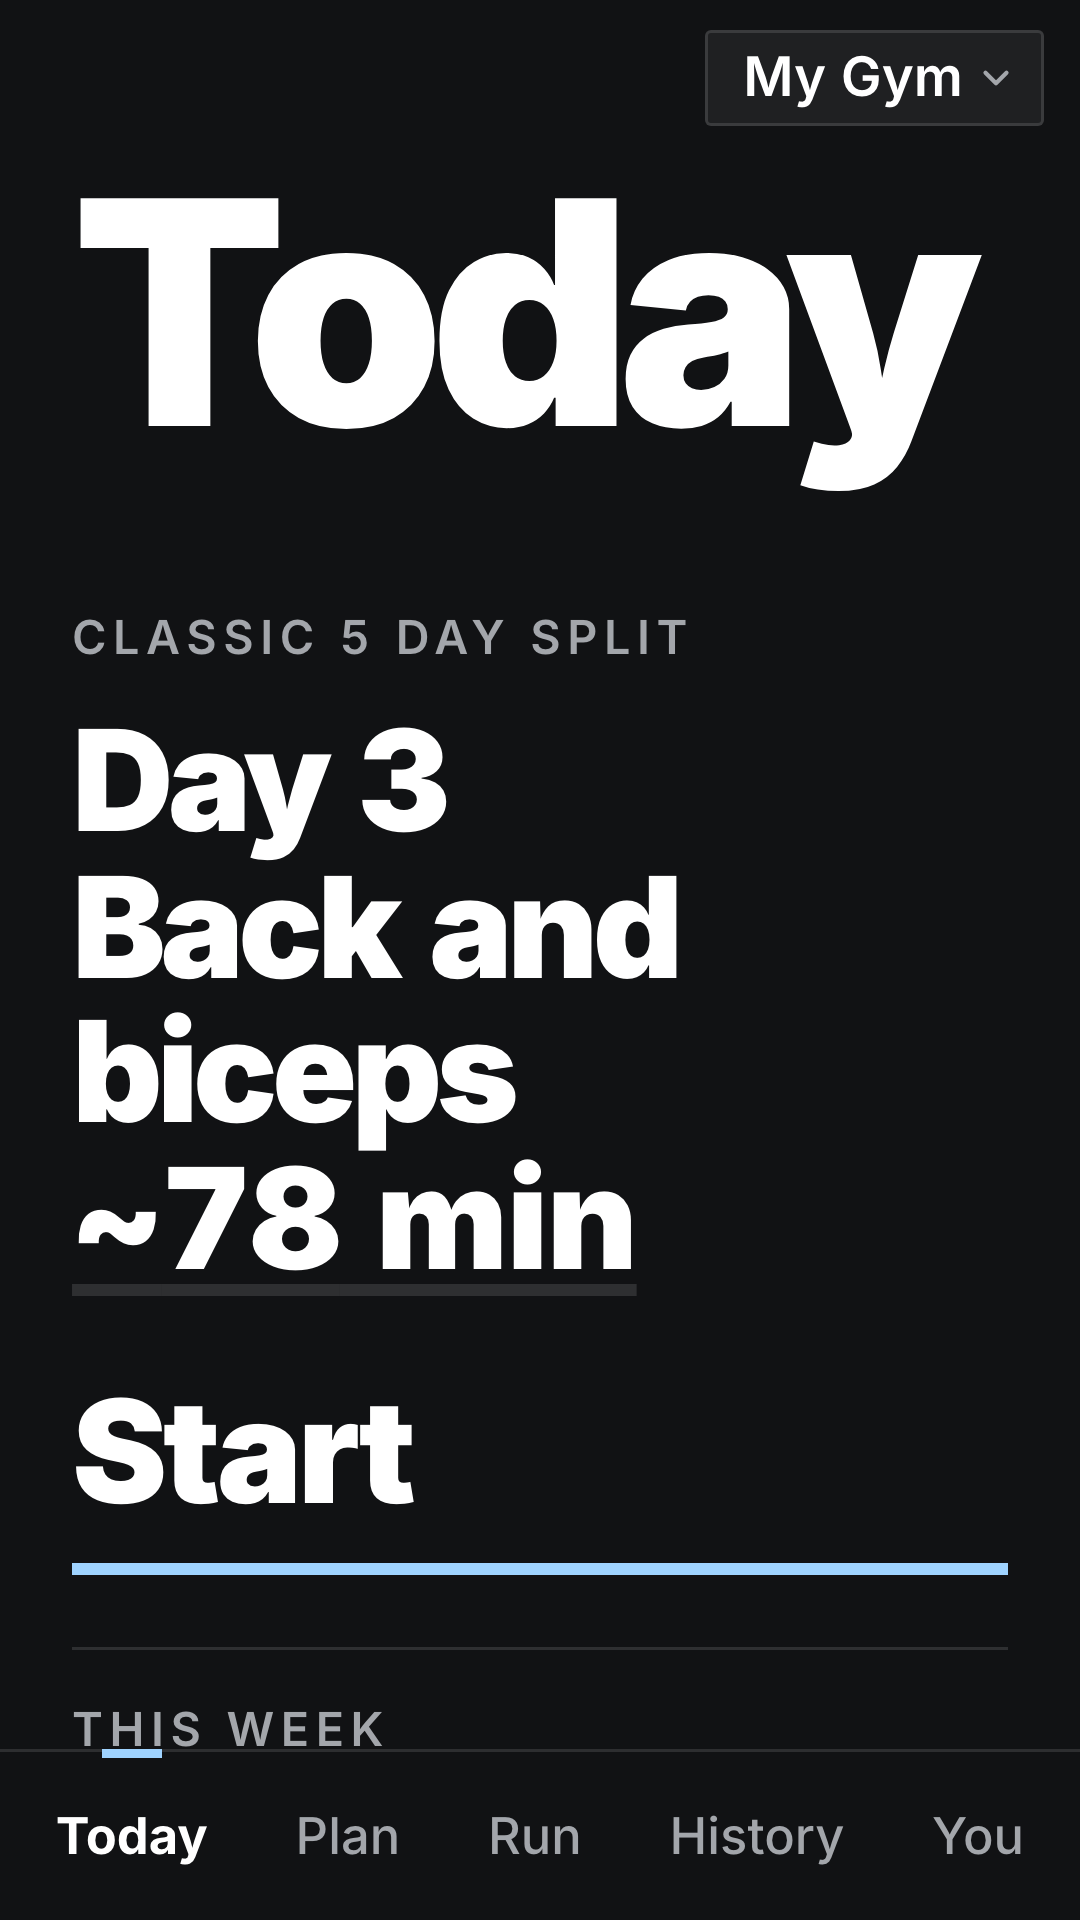 My Gym
Today
CLASSIC 5 DAY SPLIT
Day 3
Back and
biceps
~78 min
Start
THIS WEEK
Today Plan Run History You